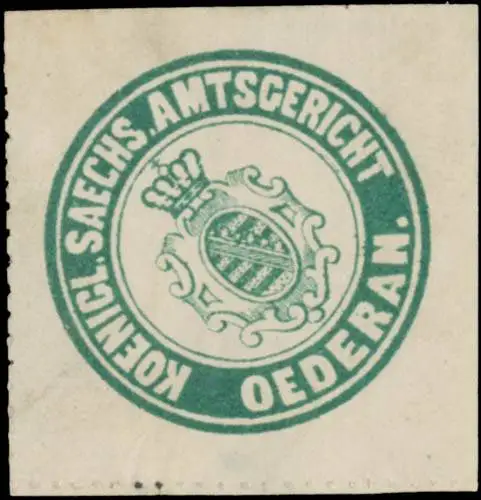 KOENIGL. SAECHS. AMTSGERICHT
OEDERAN.